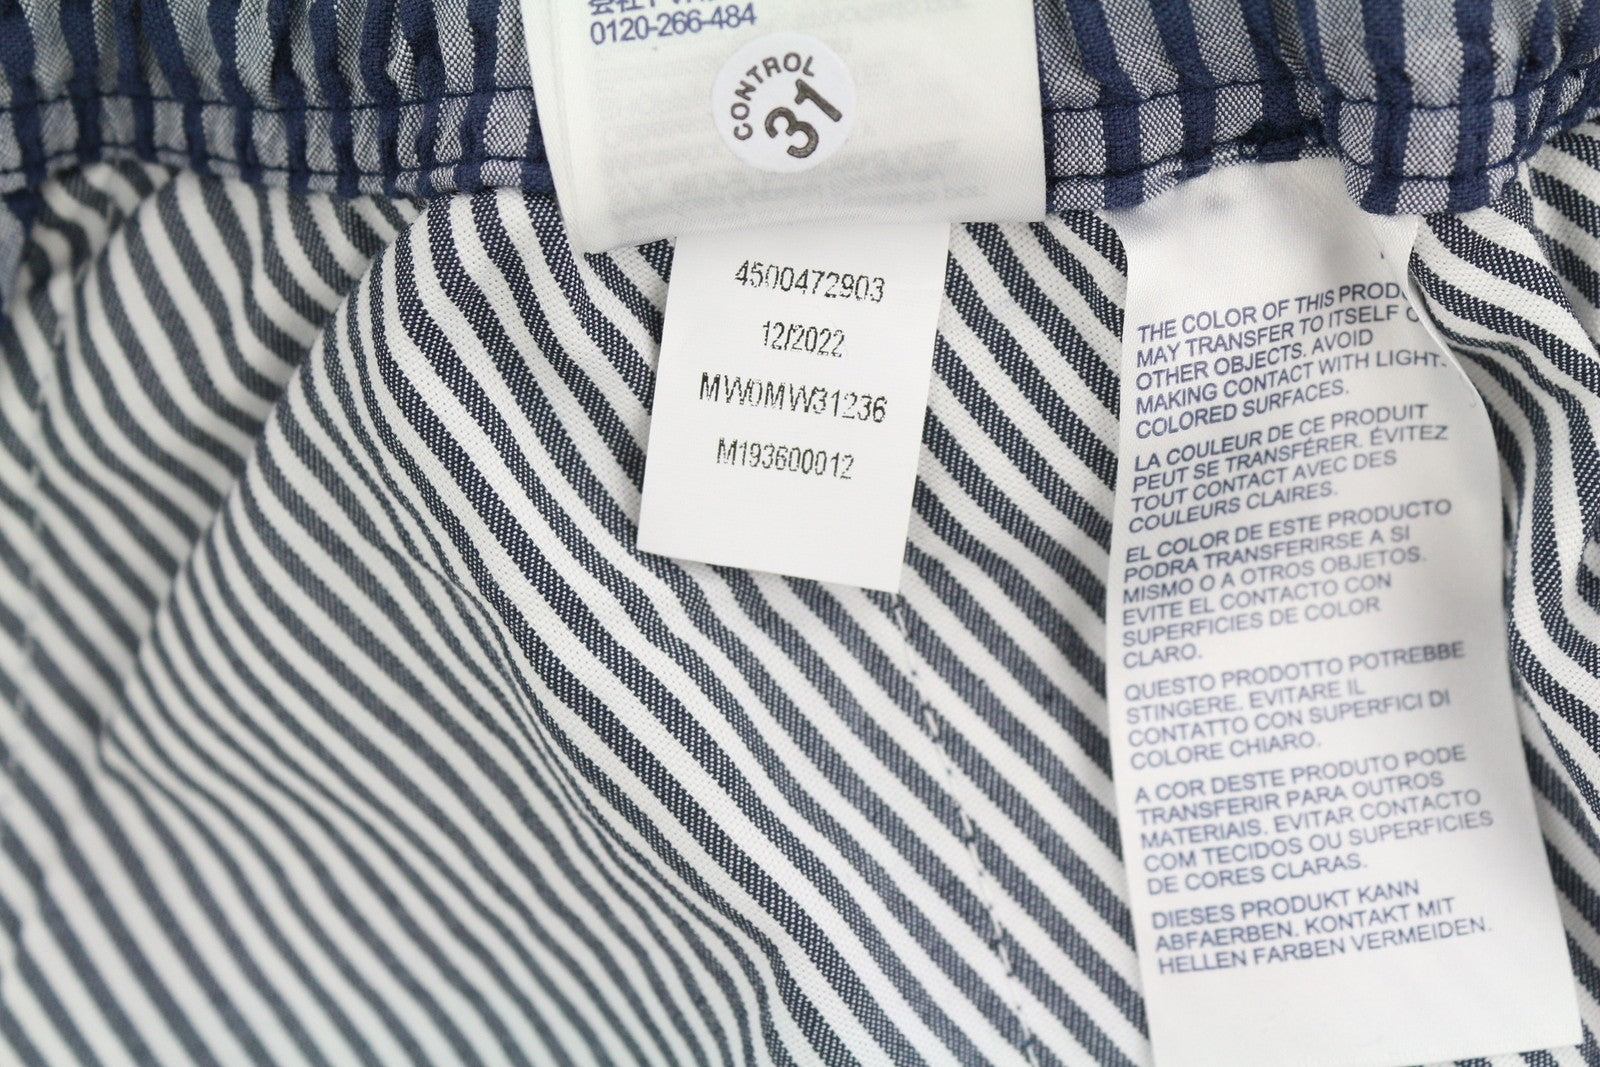 0120-266-484
CONTROL
31
4500472903
12/2022
MW0MW31236
M193600012
THE COLOR OF THIS PRODU
MAY TRANSFER TO ITSELF O
OTHER OBJECTS. AVOID
MAKING CONTACT WITH LIGHT-
COLORED SURFACES.
LA COULEUR DE CE PRODUIT
PEUT SE TRANSFÉRER. ÉVITEZ
TOUT CONTACT AVEC DES
COULEURS CLAIRES.
EL COLOR DE ESTE PRODUCTO
PODRA TRANSFERIRSE A SI
MISMO O A OTROS OBJETOS.
EVITE EL CONTACTO CON
SUPERFICIES DE COLOR
CLARO.
QUESTO PRODOTTO POTREBBE
STINGERE. EVITARE IL
CONTATTO CON SUPERFICI DI
COLORE CHIARO.
A COR DESTE PRODUTO PODE
TRANSFERIR PARA OUTROS
MATERIAIS. EVITAR CONTACTO
COM TECIDOS OU SUPERFICIES
DE CORES CLARAS.
DIESES PRODUKT KANN
ABFAERBEN. KONTAKT MIT
HELLEN FARBEN VERMEIDEN.